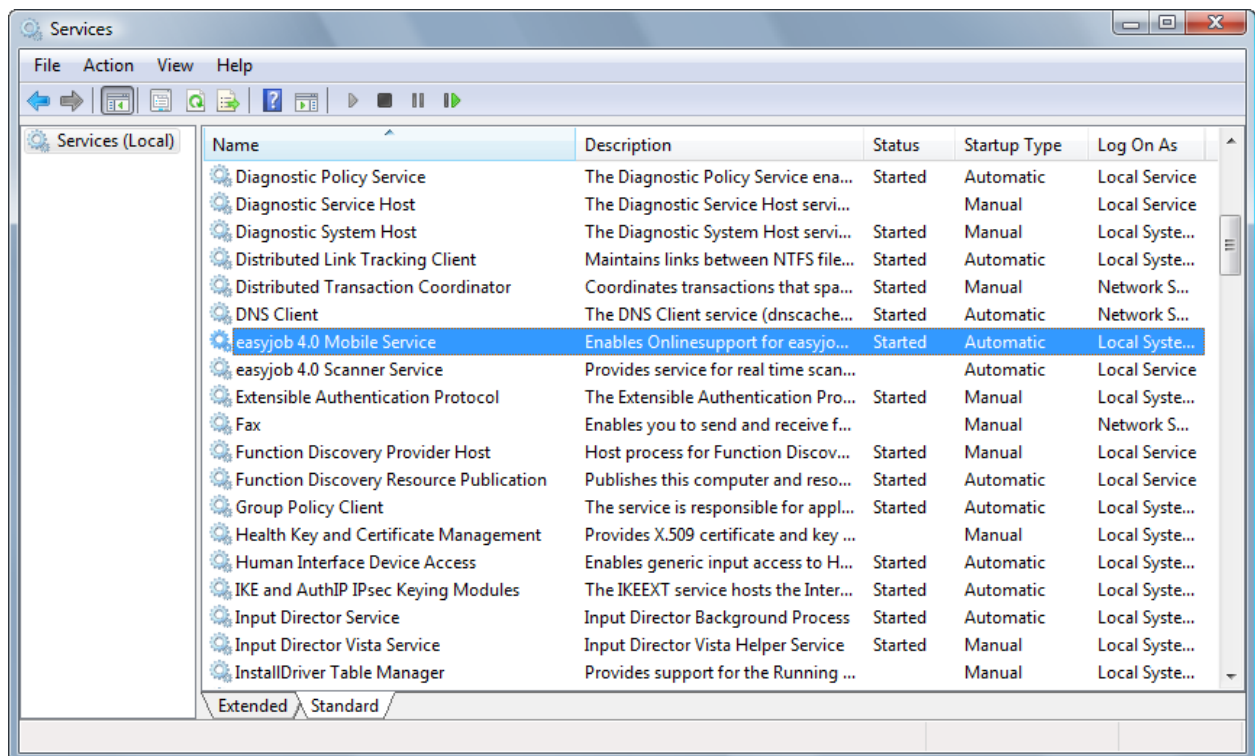 Services
File Action View Help
Services (Local)
Name Description Status Startup Type Log On As
Diagnostic Policy Service The Diagnostic Policy Service ena... Started Automatic Local Service
Diagnostic Service Host The Diagnostic Service Host servi... Manual Local Service
Diagnostic System Host The Diagnostic System Host servi... Started Manual Local Syste...
Distributed Link Tracking Client Maintains links between NTFS file... Started Automatic Local Syste...
Distributed Transaction Coordinator Coordinates transactions that spa... Started Manual Network S...
DNS Client The DNS Client service (dnscache... Started Automatic Network S...
easyjob 4.0 Mobile Service Enables Onlinesupport for easyjo... Started Automatic Local Syste...
easyjob 4.0 Scanner Service Provides service for real time scan... Automatic Local Service
Extensible Authentication Protocol The Extensible Authentication Pro... Started Manual Local Syste...
Fax Enables you to send and receive f... Manual Network S...
Function Discovery Provider Host Host process for Function Discov... Started Manual Local Service
Function Discovery Resource Publication Publishes this computer and reso... Started Automatic Local Service
Group Policy Client The service is responsible for appl... Started Automatic Local Syste...
Health Key and Certificate Management Provides X.509 certificate and key ... Manual Local Syste...
Human Interface Device Access Enables generic input access to H... Started Automatic Local Syste...
IKE and AuthIP IPsec Keying Modules The IKEEXT service hosts the Inter... Started Automatic Local Syste...
Input Director Service Input Director Background Process Started Automatic Local Syste...
Input Director Vista Service Input Director Vista Helper Service Started Manual Local Syste...
InstallDriver Table Manager Provides support for the Running ... Manual Local Syste...
Extended Standard